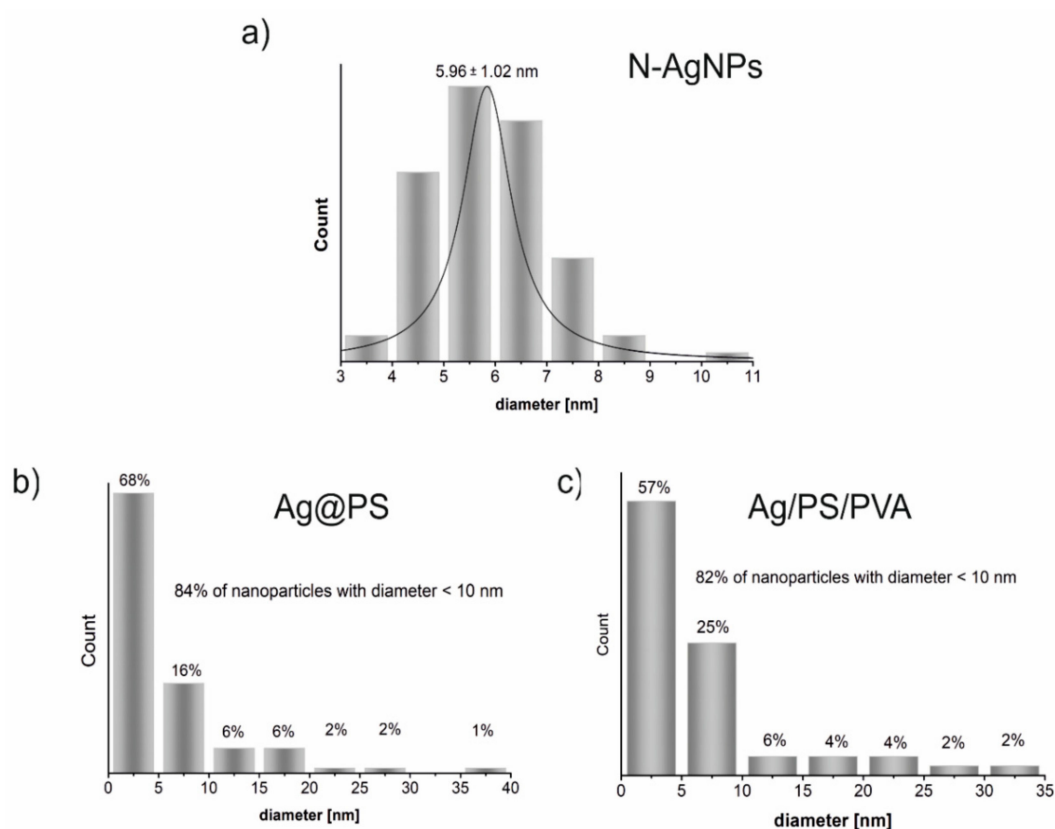 a)
N-AgNPs
5.96 ± 1.02 nm
Count
3 4 5 6 7 8 9 10 11
diameter [nm]
b)
Ag@PS
68%
84% of nanoparticles with diameter < 10 nm
Count
16%
6% 6% 2% 2% 1%
0 5 10 15 20 25 30 35 40
diameter [nm]
c)
Ag/PS/PVA
57%
82% of nanoparticles with diameter < 10 nm
Count
25%
6% 4% 4% 2% 2%
0 5 10 15 20 25 30 35
diameter [nm]